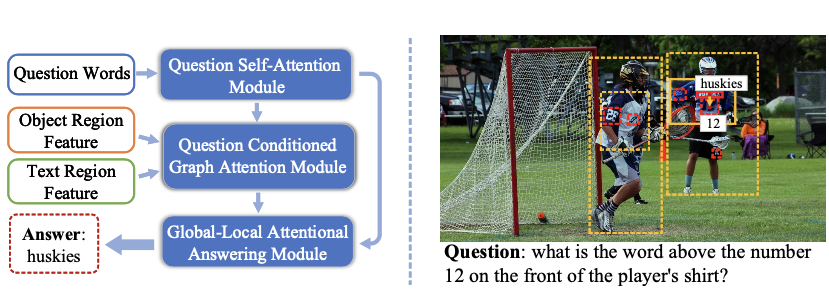 Question Words
Question Self-Attention
Module
Object Region
Feature
Text Region
Feature
Question Conditioned
Graph Attention Module
Answer:
huskies
Global-Local Attentional
Answering Module
huskies
12
Question: what is the word above the number
12 on the front of the player's shirt?